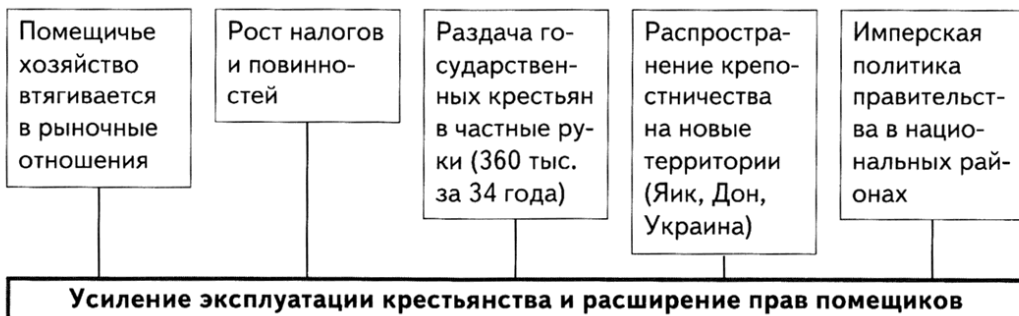 Помещичье
хозяйство
втягивается
в рыночные
отношения
Рост налогов
и повинно-
стей
Раздача го-
сударствен-
ных крестьян
в частные ру-
ки (360 тыс.
за 34 года)
Распростра-
нение крепо-
стничества
на новые
территории
(Яик, Дон,
Украина)
Имперская
политика
правительст-
ва в нацио-
нальных рай-
онах
Усиление эксплуатации крестьянства и расширение прав помещиков